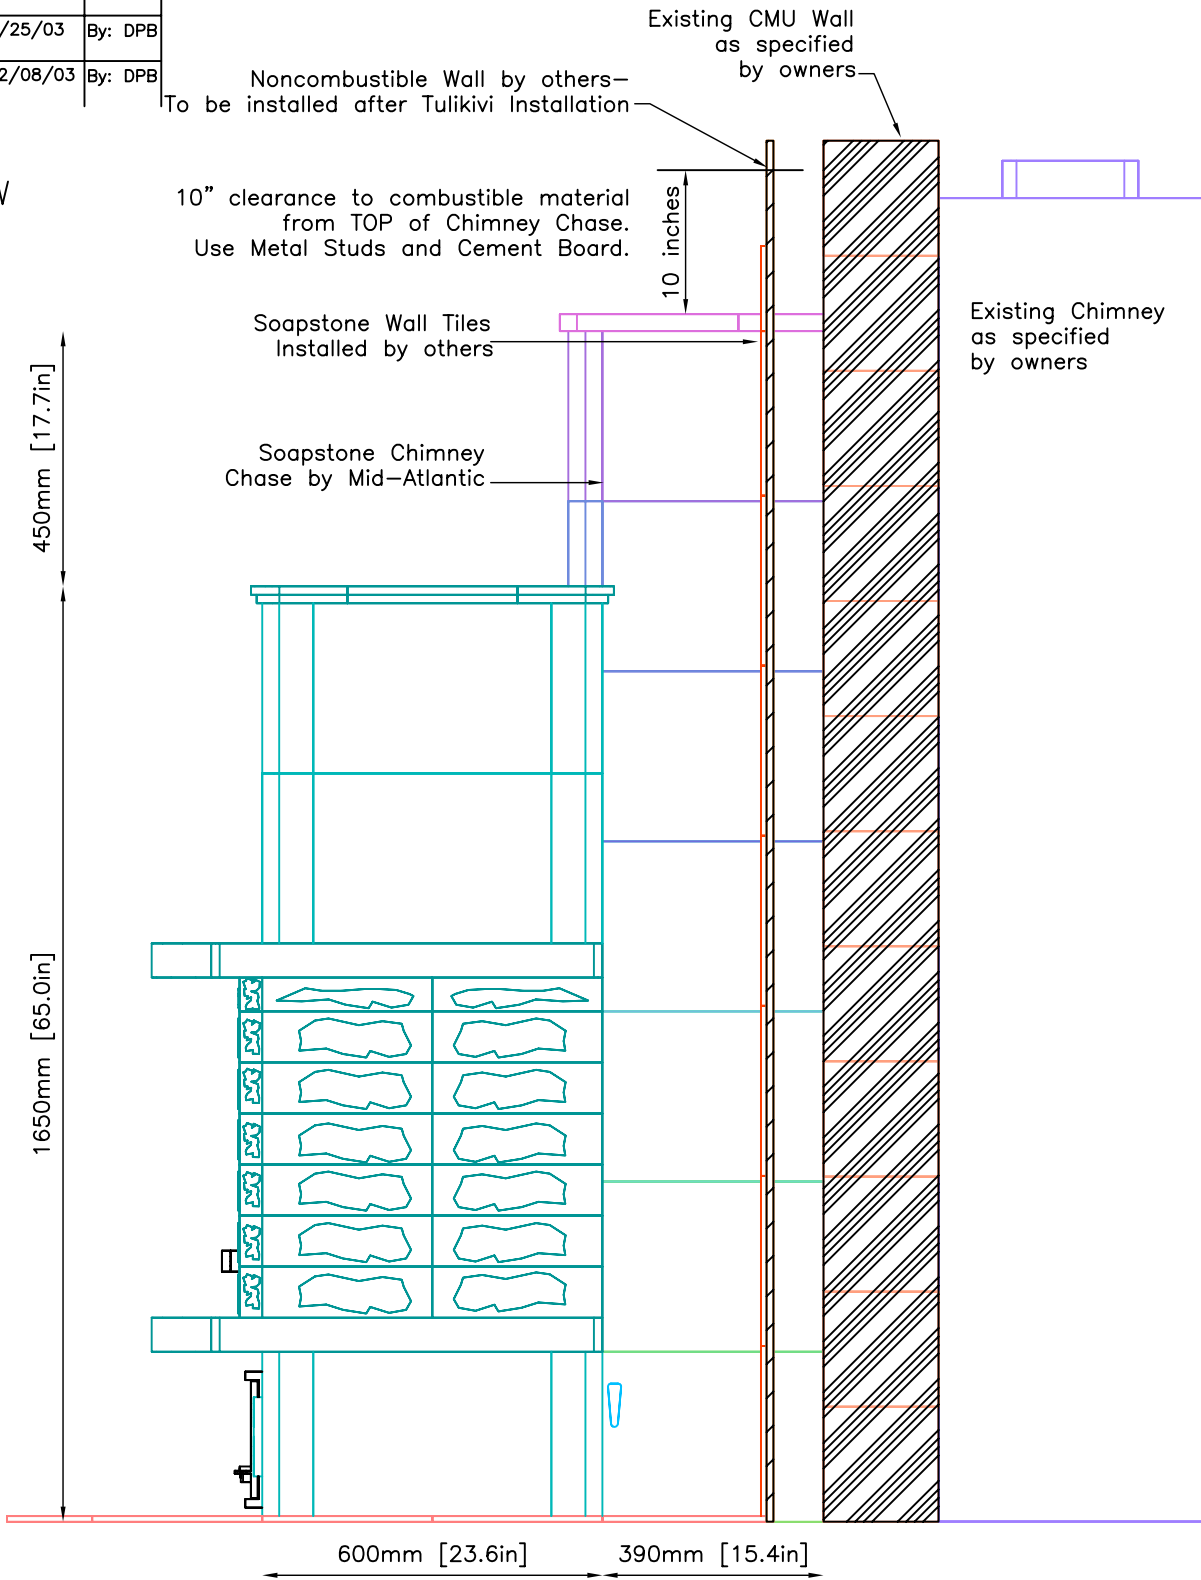 /25/03 By: DPB
2/08/03 By: DPB
Existing CMU Wall
as specified
by owners
Noncombustible Wall by others-
To be installed after Tulikivi Installation
10” clearance to combustible material
from TOP of Chimney Chase.
Use Metal Studs and Cement Board.
10 inches
Soapstone Wall Tiles
Installed by others
Existing Chimney
as specified
by owners
450mm [17.7in]
Soapstone Chimney
Chase by Mid-Atlantic
1650mm [65.0in]
600mm [23.6in]
390mm [15.4in]